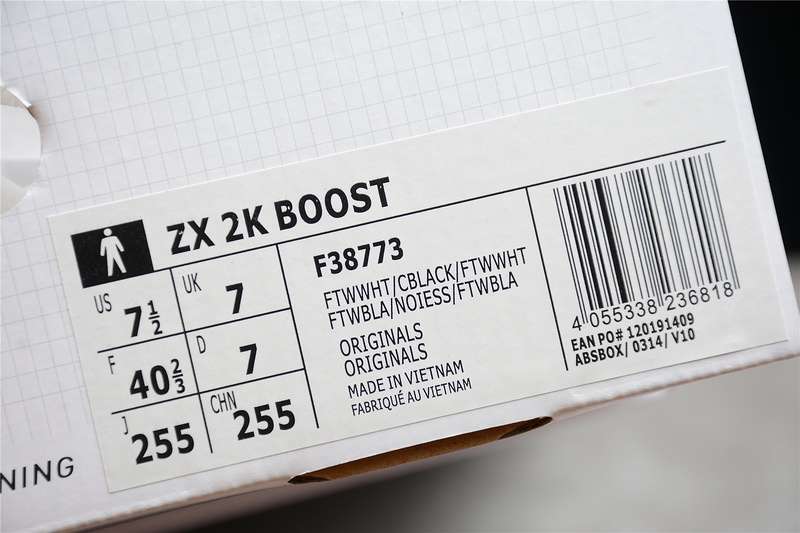 ZX 2K BOOST
US 7 1/2
UK 7
F 40 2/3
D 7
J 255
CHN 255
F38773
FTWWHT/CBLACK/FTWWHT
FTWBLA/NOIESS/FTWBLA
ORIGINALS
ORIGINALS
MADE IN VIETNAM
FABRIQUÉ AU VIETNAM
4 055338 236818
EAN PO# 120191409
ABSBOX/ 0314/ V10
NING